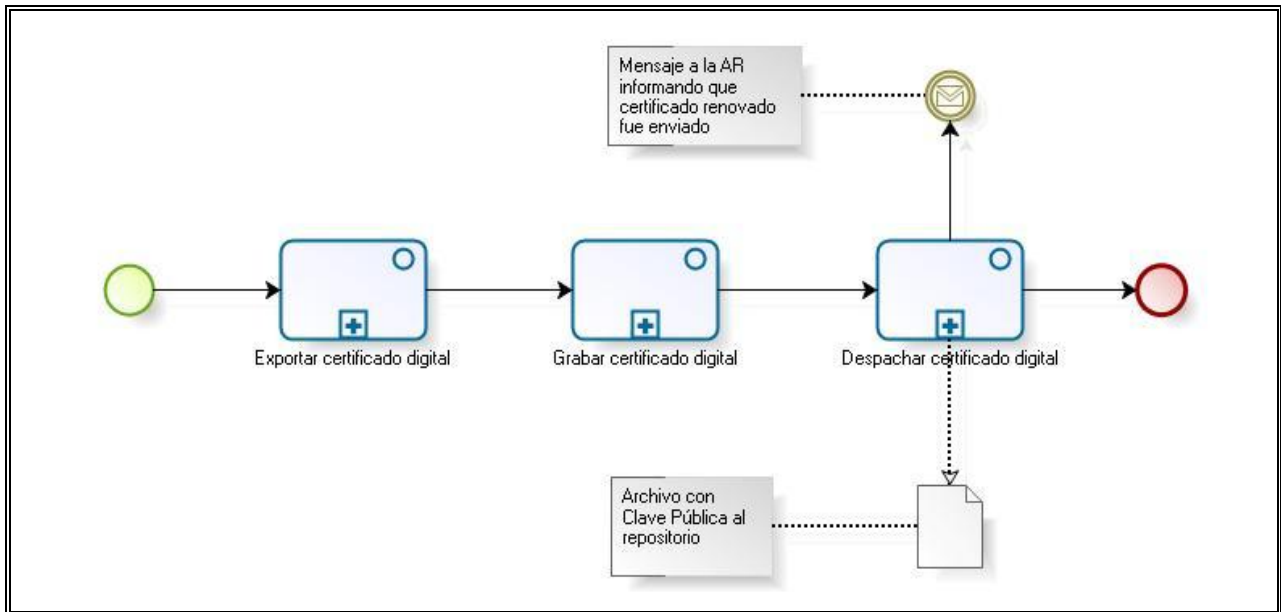 Mensaje a la AR
informando que
certificado renovado
fue enviado
Exportar certificado digital
Grabar certificado digital
Despachar certificado digital
Archivo con
Clave Pública al
repositorio